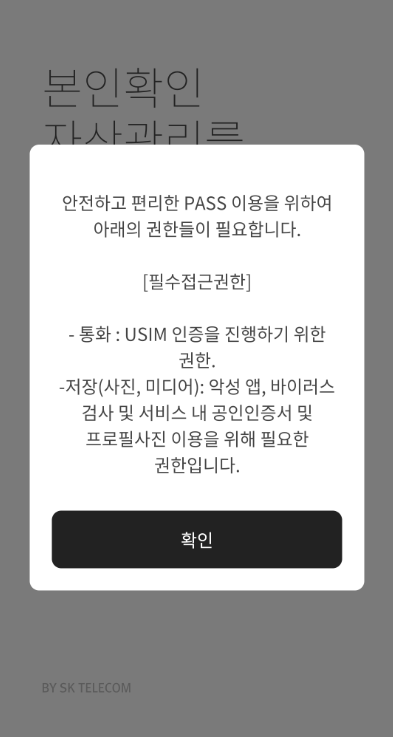 본인확인
자산관리를
안전하고 편리한 PASS 이용을 위하여
아래의 권한들이 필요합니다.
[필수접근권한]
- 통화 : USIM 인증을 진행하기 위한
권한.
-저장(사진, 미디어): 악성 앱, 바이러스
검사 및 서비스 내 공인인증서 및
프로필사진 이용을 위해 필요한
권한입니다.
확인
BY SK TELECOM